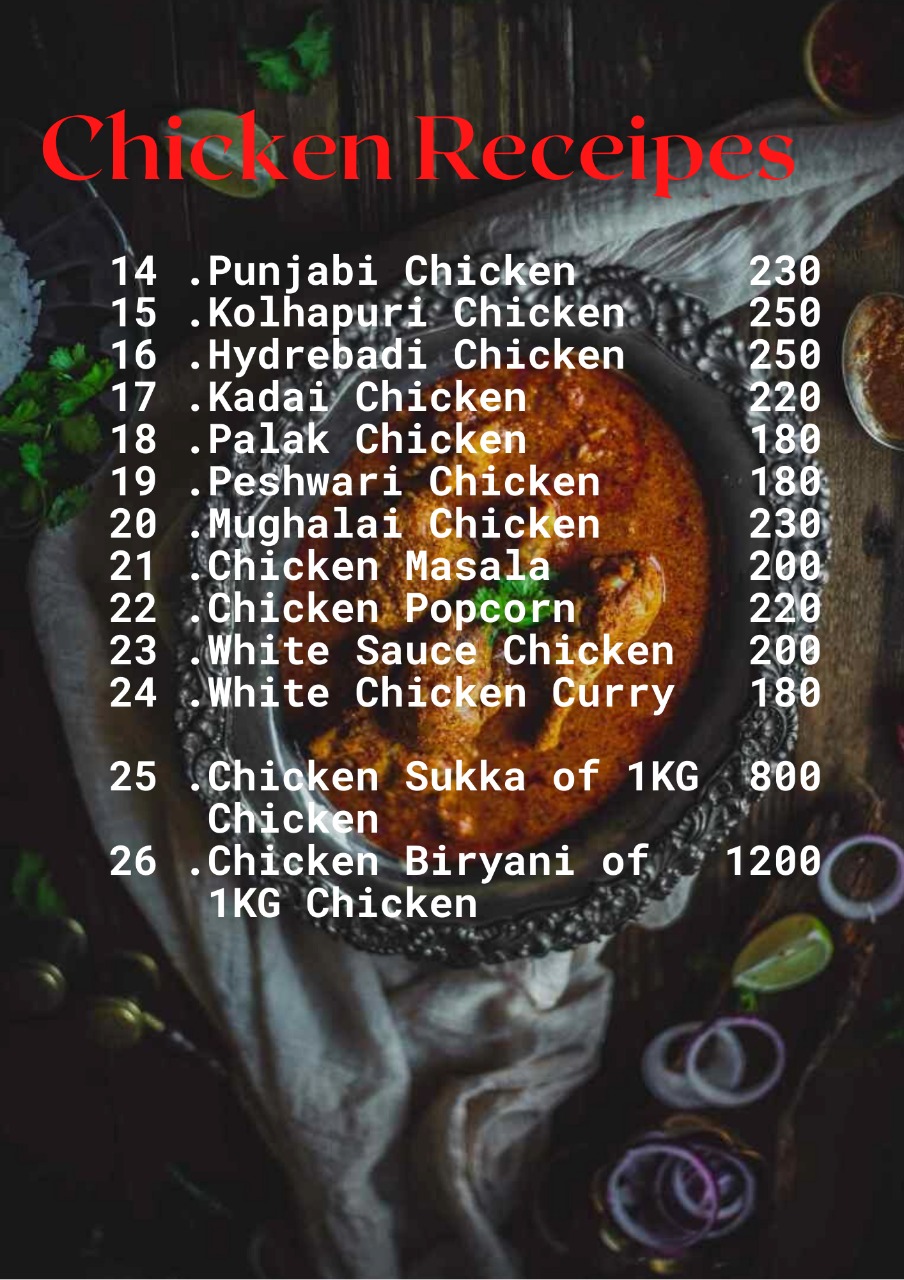 Chicken Receipes
14 .Punjabi Chicken 230
15 .Kolhapuri Chicken 250
16 .Hydrebadi Chicken 250
17 .Kadai Chicken 220
18 .Palak Chicken 180
19 .Peshwari Chicken 180
20 .Mughalai Chicken 230
21 .Chicken Masala 200
22 .Chicken Popcorn 220
23 .White Sauce Chicken 200
24 .White Chicken Curry 180
25 .Chicken Sukka of 1KG 800
Chicken
26 .Chicken Biryani of 1200
1KG Chicken